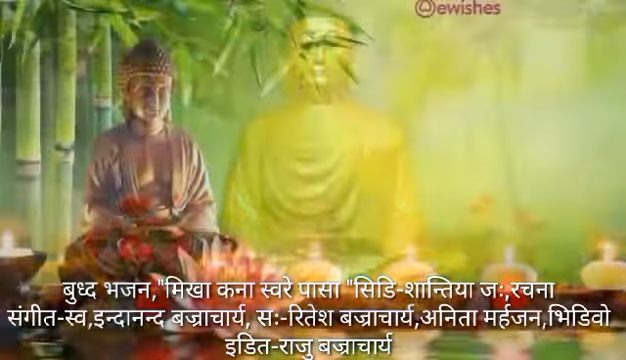 ewishes
बुध्द भजन,"मिखा कना स्वरे पासा "सिडि-शान्तिया जः,रचना
संगीत-स्व,इन्दानन्द बज्राचार्य, सः-रितेश बज्राचार्य,अनिता मर्हजन,भिडिवो
इडित-राजु बज्राचार्य